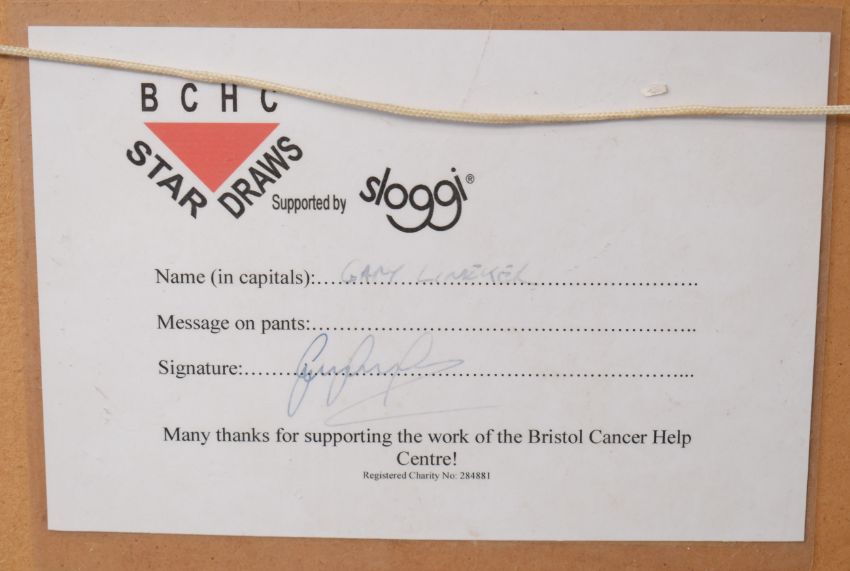 BCHC
STAR DRAWS
Supported by sloggi®
Name (in capitals):....GARY LINEKER..........
Message on pants:....................
Signature:....................
Many thanks for supporting the work of the Bristol Cancer Help
Centre!
Registered Charity No: 284881